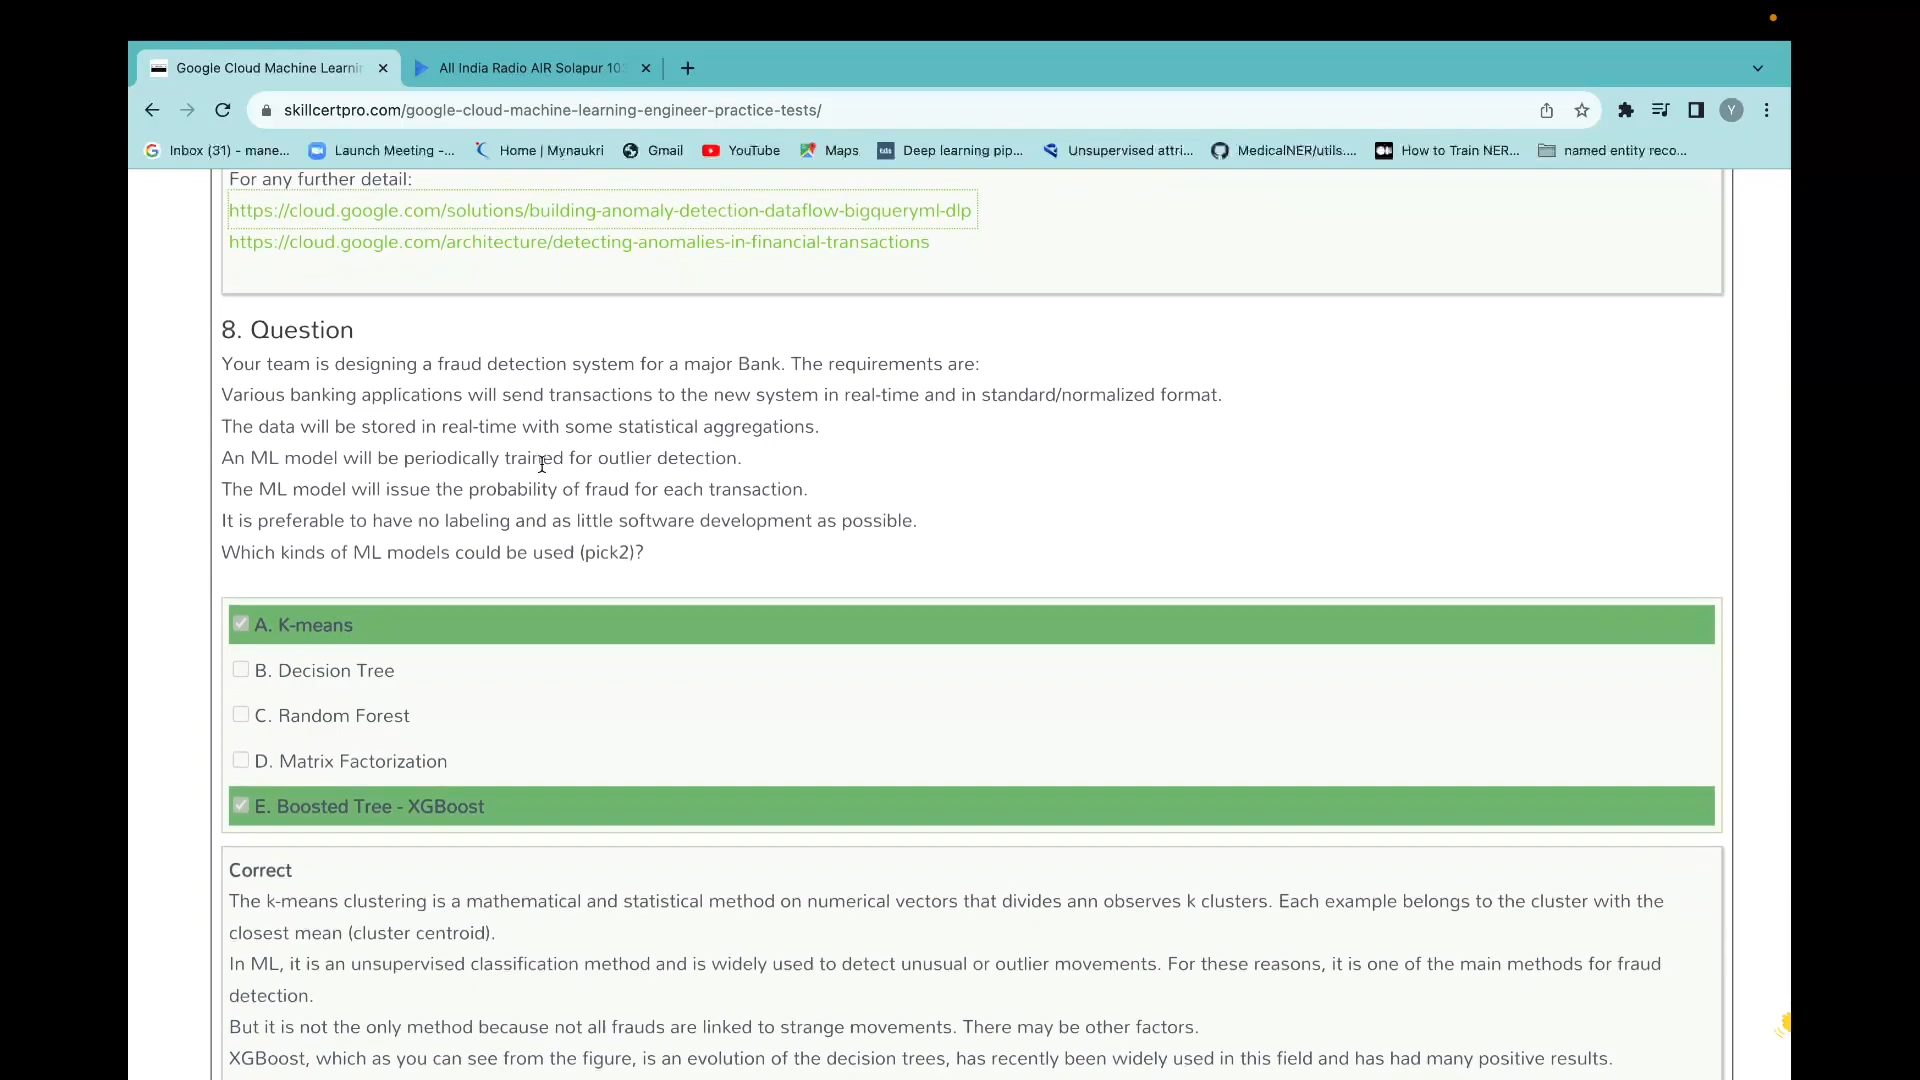 Google Cloud Machine Learni
All India Radio AIR Solapur 10
skillcertpro.com/google-cloud-machine-learning-engineer-practice-tests/
Y
Inbox (31) - mane... Launch Meeting -... Home | Mynaukri Gmail YouTube Maps Deep learning pip... Unsupervised attri... MedicalNER/utils.... How to Train NER... named entity reco...
For any further detail:
https://cloud.google.com/solutions/building-anomaly-detection-dataflow-bigqueryml-dlp
https://cloud.google.com/architecture/detecting-anomalies-in-financial-transactions
8. Question
Your team is designing a fraud detection system for a major Bank. The requirements are:
Various banking applications will send transactions to the new system in real-time and in standard/normalized format.
The data will be stored in real-time with some statistical aggregations.
An ML model will be periodically trained for outlier detection.
The ML model will issue the probability of fraud for each transaction.
It is preferable to have no labeling and as little software development as possible.
Which kinds of ML models could be used (pick2)?
A. K-means
B. Decision Tree
C. Random Forest
D. Matrix Factorization
E. Boosted Tree - XGBoost
Correct
The k-means clustering is a mathematical and statistical method on numerical vectors that divides ann observes k clusters. Each example belongs to the cluster with the
closest mean (cluster centroid).
In ML, it is an unsupervised classification method and is widely used to detect unusual or outlier movements. For these reasons, it is one of the main methods for fraud
detection.
But it is not the only method because not all frauds are linked to strange movements. There may be other factors.
XGBoost, which as you can see from the figure, is an evolution of the decision trees, has recently been widely used in this field and has had many positive results.